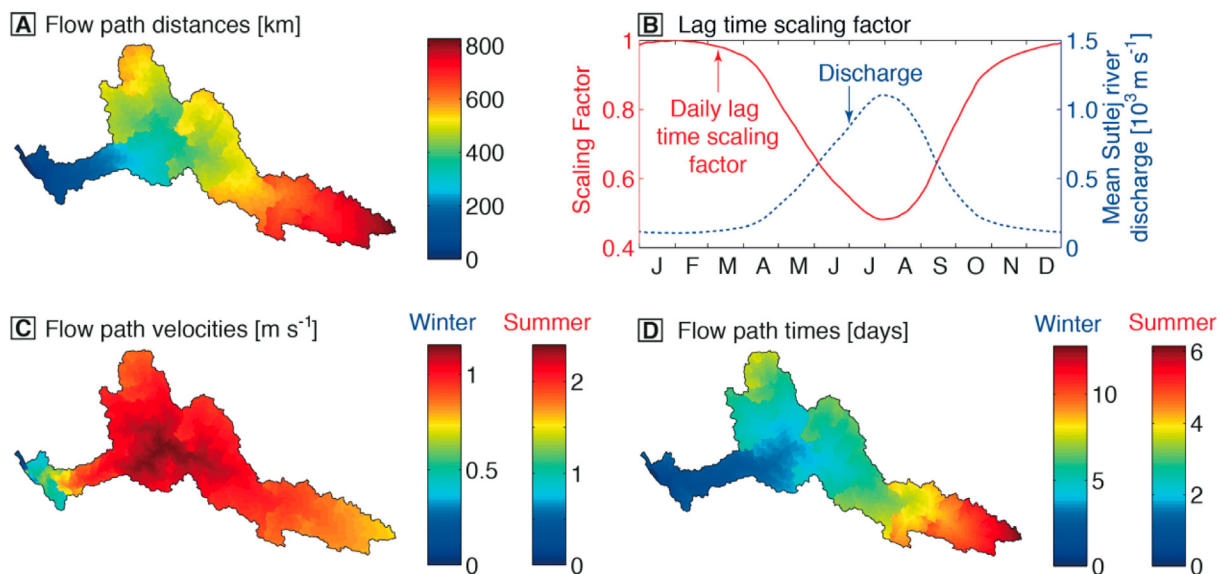 A Flow path distances [km]
800
600
400
200
0
B Lag time scaling factor
Scaling Factor
1
0.8
0.6
0.4
Daily lag
time scaling
factor
Discharge
J F M A M J J A S O N D
1.5
1.0
0.5
0
Mean Sutlej river
discharge [10³ m s⁻¹]
C Flow path velocities [m s⁻¹]
Winter
1
0.5
0
Summer
2
1
0
D Flow path times [days]
Winter
10
5
0
Summer
6
4
2
0